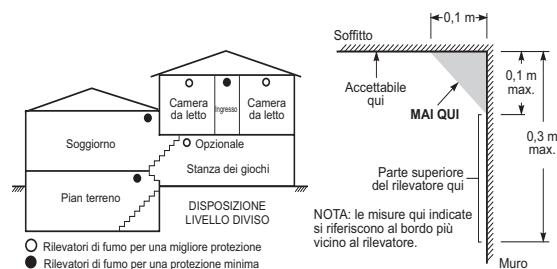 Camera
da letto
Ingresso
Camera
da letto
Soggiorno
Opzionale
Stanza dei giochi
Pian terreno
DISPOSIZIONE
LIVELLO DIVISO
Rilevatori di fumo per una migliore protezione
Rilevatori di fumo per una protezione minima
0,1 m
Soffitto
Accettabile
qui
MAI QUI
0,1 m
max.
0,3 m
max.
Parte superiore
del rilevatore qui
NOTA: le misure qui indicate
si riferiscono al bordo più
vicino al rilevatore.
Muro